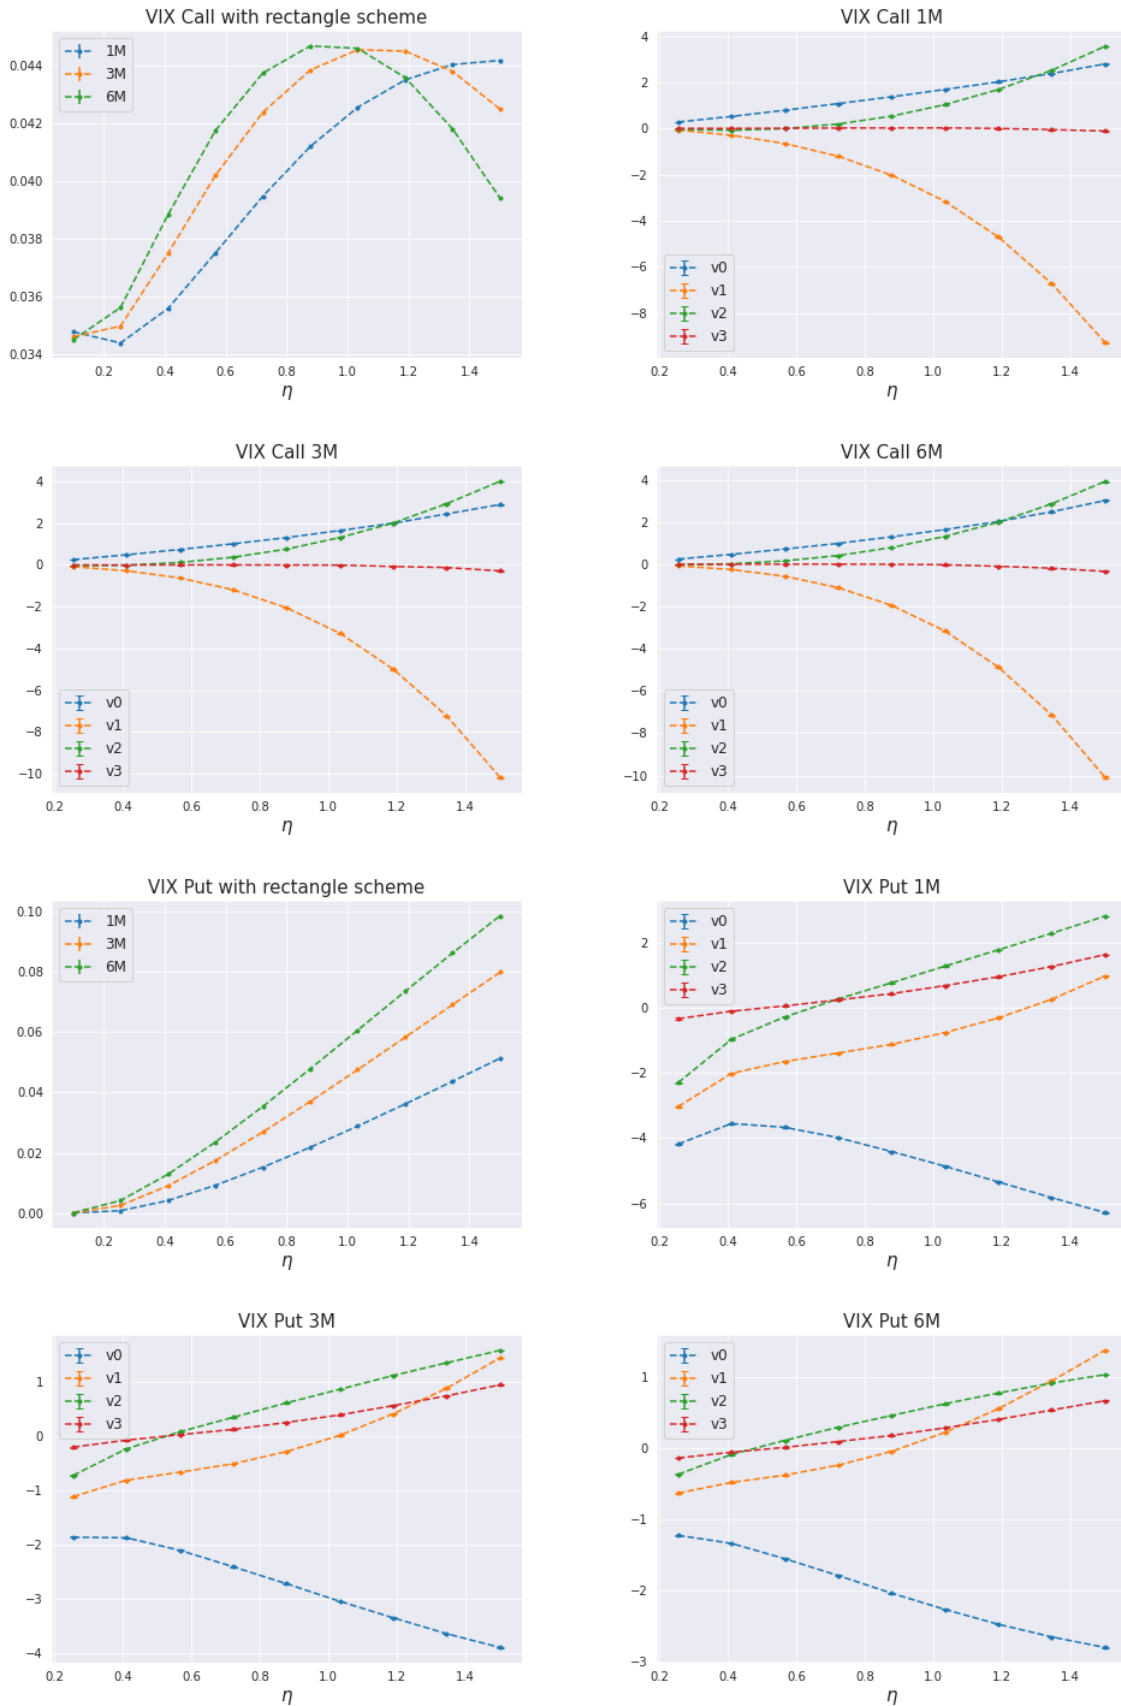 VIX Call with rectangle scheme
1M
3M
6M
0.044
0.042
0.040
0.038
0.036
0.034
0.2 0.4 0.6 0.8 1.0 1.2 1.4
η
VIX Call 1M
4
2
0
−2
−4
−6
−8
v0
v1
v2
v3
0.2 0.4 0.6 0.8 1.0 1.2 1.4
η
VIX Call 3M
4
2
0
−2
−4
−6
−8
−10
v0
v1
v2
v3
0.2 0.4 0.6 0.8 1.0 1.2 1.4
η
VIX Call 6M
4
2
0
−2
−4
−6
−8
−10
v0
v1
v2
v3
0.2 0.4 0.6 0.8 1.0 1.2 1.4
η
VIX Put with rectangle scheme
1M
3M
6M
0.10
0.08
0.06
0.04
0.02
0.00
0.2 0.4 0.6 0.8 1.0 1.2 1.4
η
VIX Put 1M
v0
v1
v2
v3
2
0
−2
−4
−6
0.2 0.4 0.6 0.8 1.0 1.2 1.4
η
VIX Put 3M
v0
v1
v2
v3
1
0
−1
−2
−3
−4
0.2 0.4 0.6 0.8 1.0 1.2 1.4
η
VIX Put 6M
v0
v1
v2
v3
1
0
−1
−2
−3
0.2 0.4 0.6 0.8 1.0 1.2 1.4
η